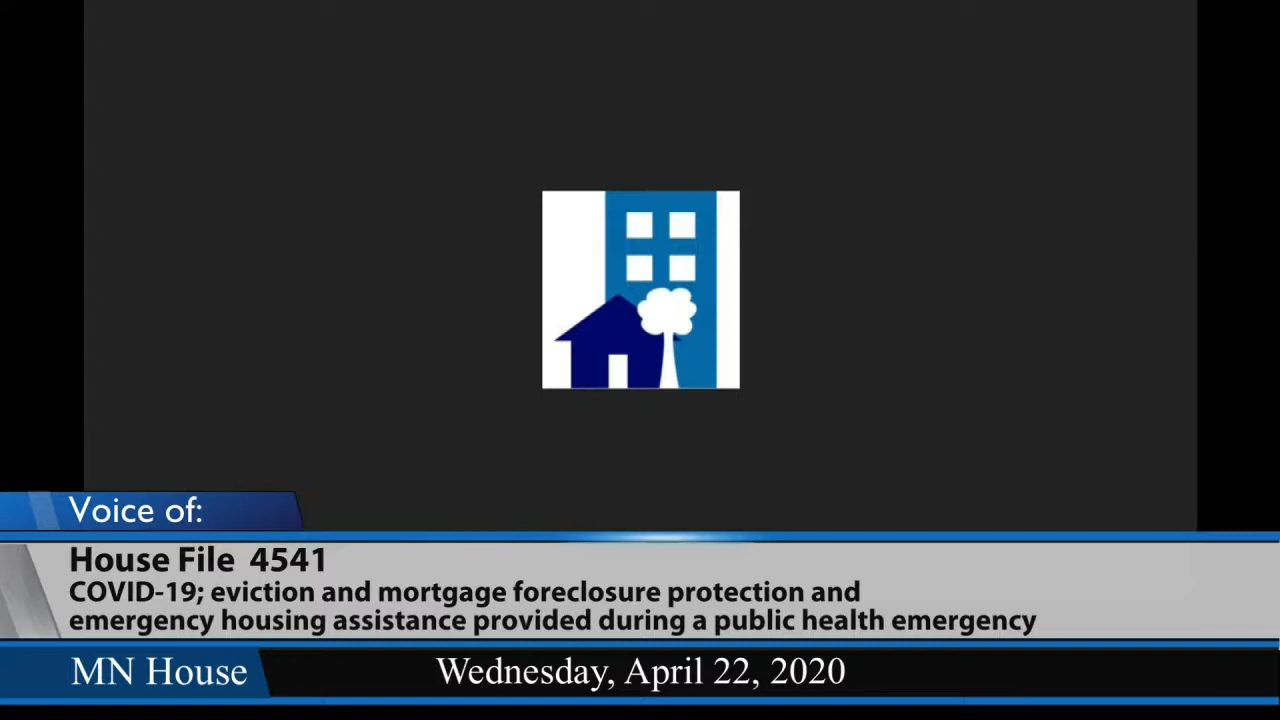 Voice of:
House File 4541
COVID-19; eviction and mortgage foreclosure protection and
emergency housing assistance provided during a public health emergency
MN House
Wednesday, April 22, 2020